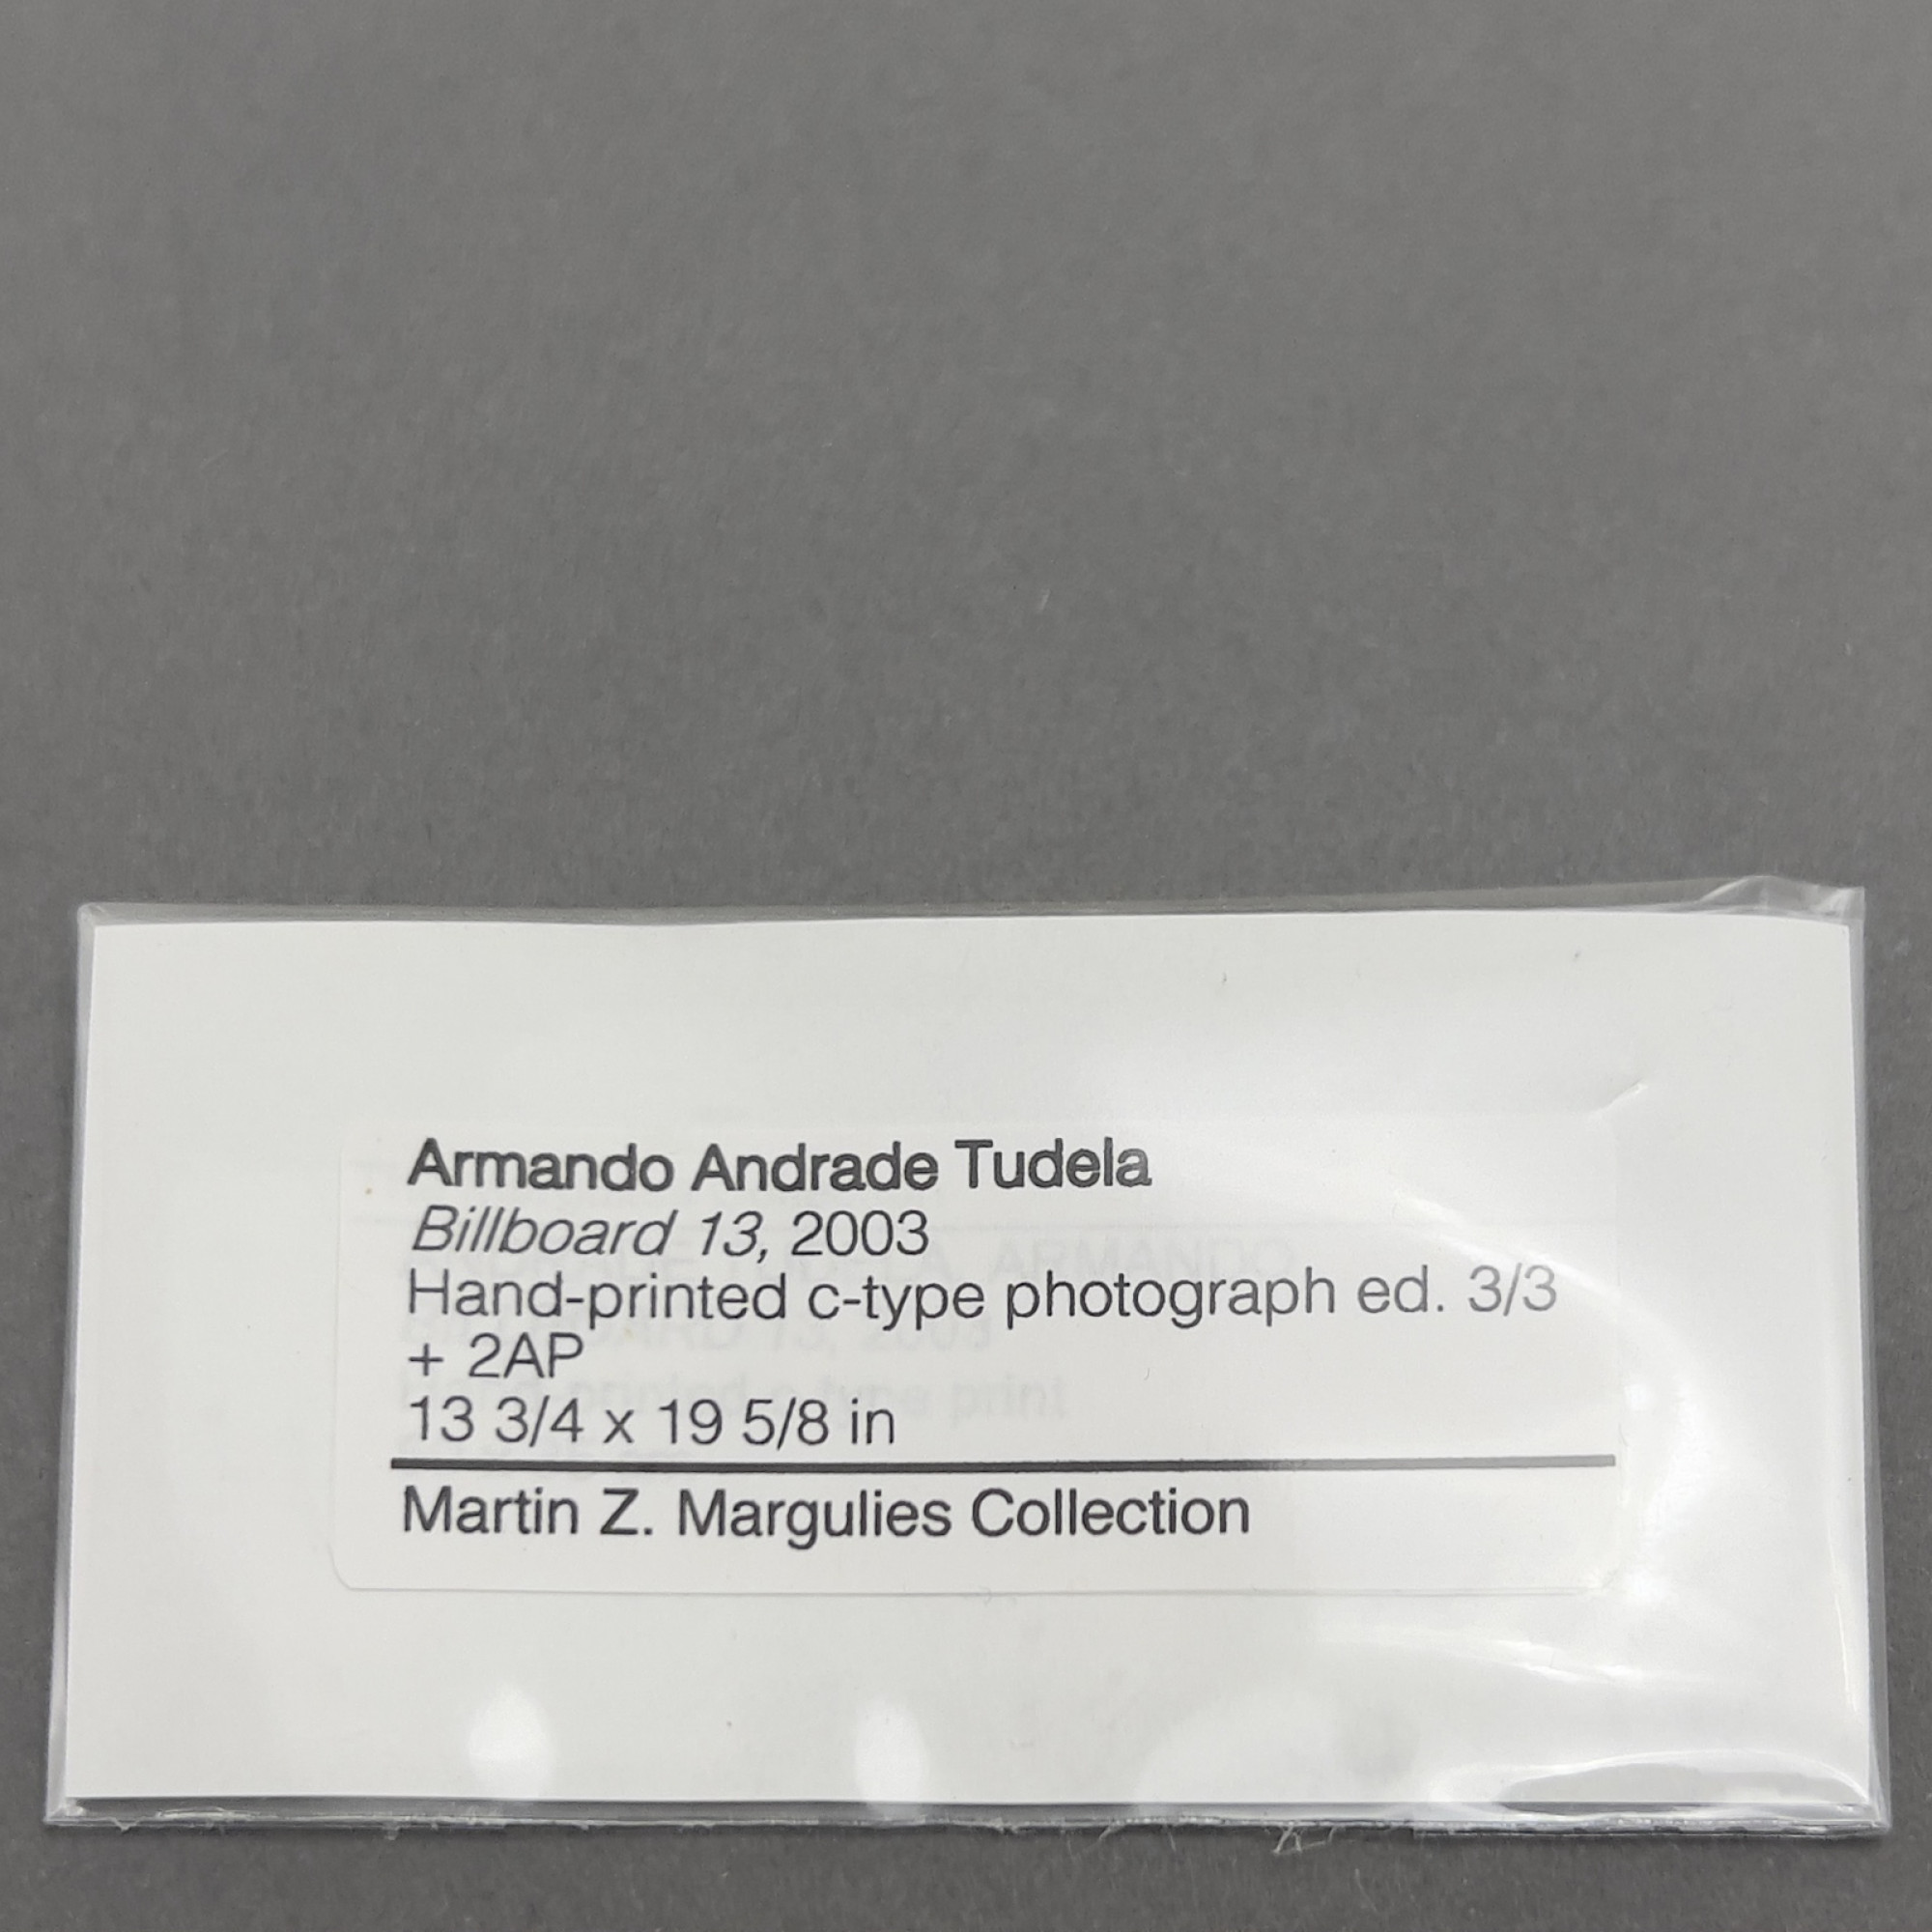 Armando Andrade Tudela
Billboard 13, 2003
Hand-printed c-type photograph ed. 3/3
+ 2AP
13 3/4 x 19 5/8 in
Martin Z. Margulies Collection